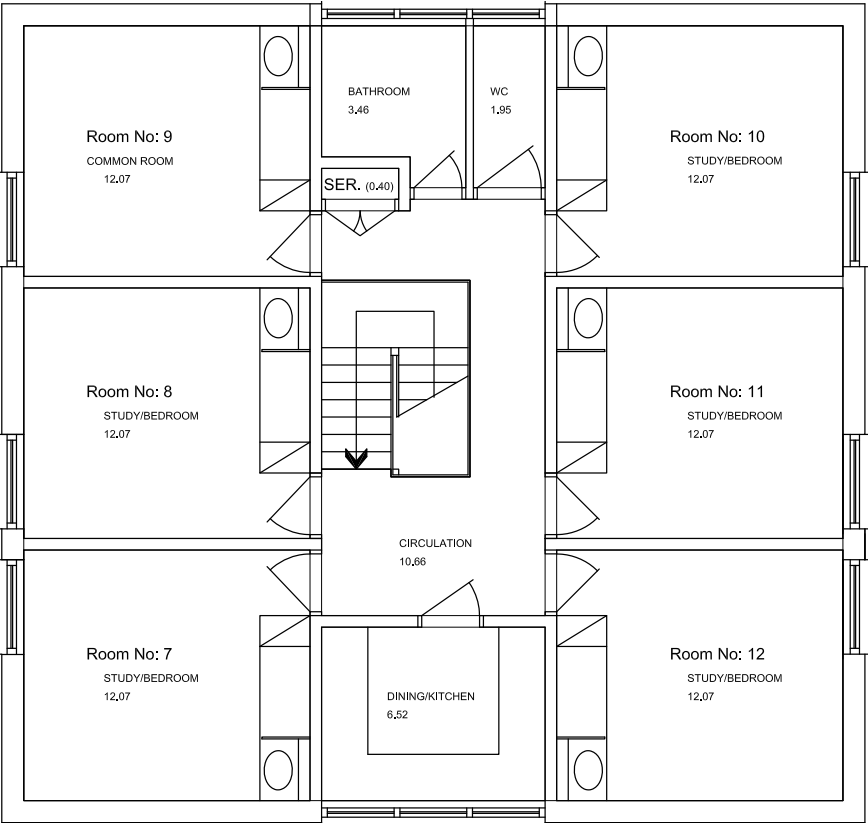 BATHROOM
3.46
WC
1.95
Room No: 9
COMMON ROOM
12.07
Room No: 10
STUDY/BEDROOM
12.07
SER. (0.40)
Room No: 8
STUDY/BEDROOM
12.07
Room No: 11
STUDY/BEDROOM
12.07
CIRCULATION
10.66
Room No: 7
STUDY/BEDROOM
12.07
Room No: 12
STUDY/BEDROOM
12.07
DINING/KITCHEN
6.52